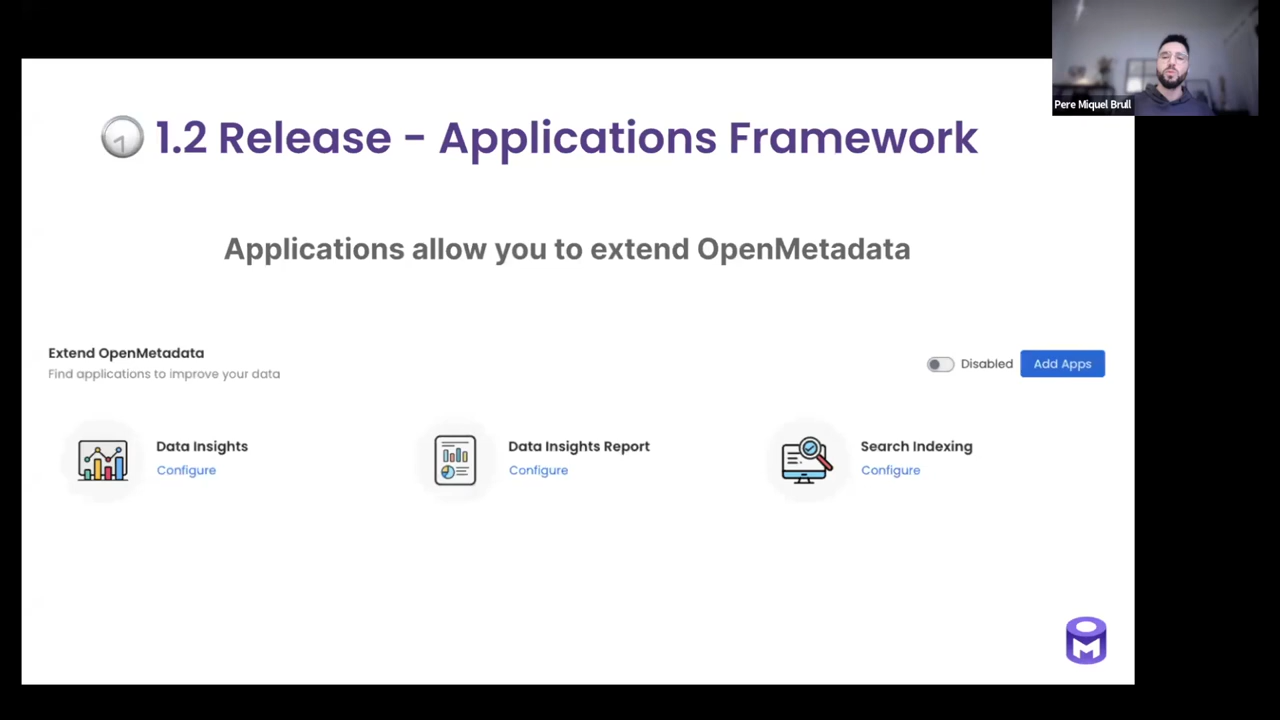 Pere Miquel Brull
1.2 Release - Applications Framework
Applications allow you to extend OpenMetadata
Extend OpenMetadata
Find applications to improve your data
Disabled
Add Apps
Data Insights
Configure
Data Insights Report
Configure
Search Indexing
Configure